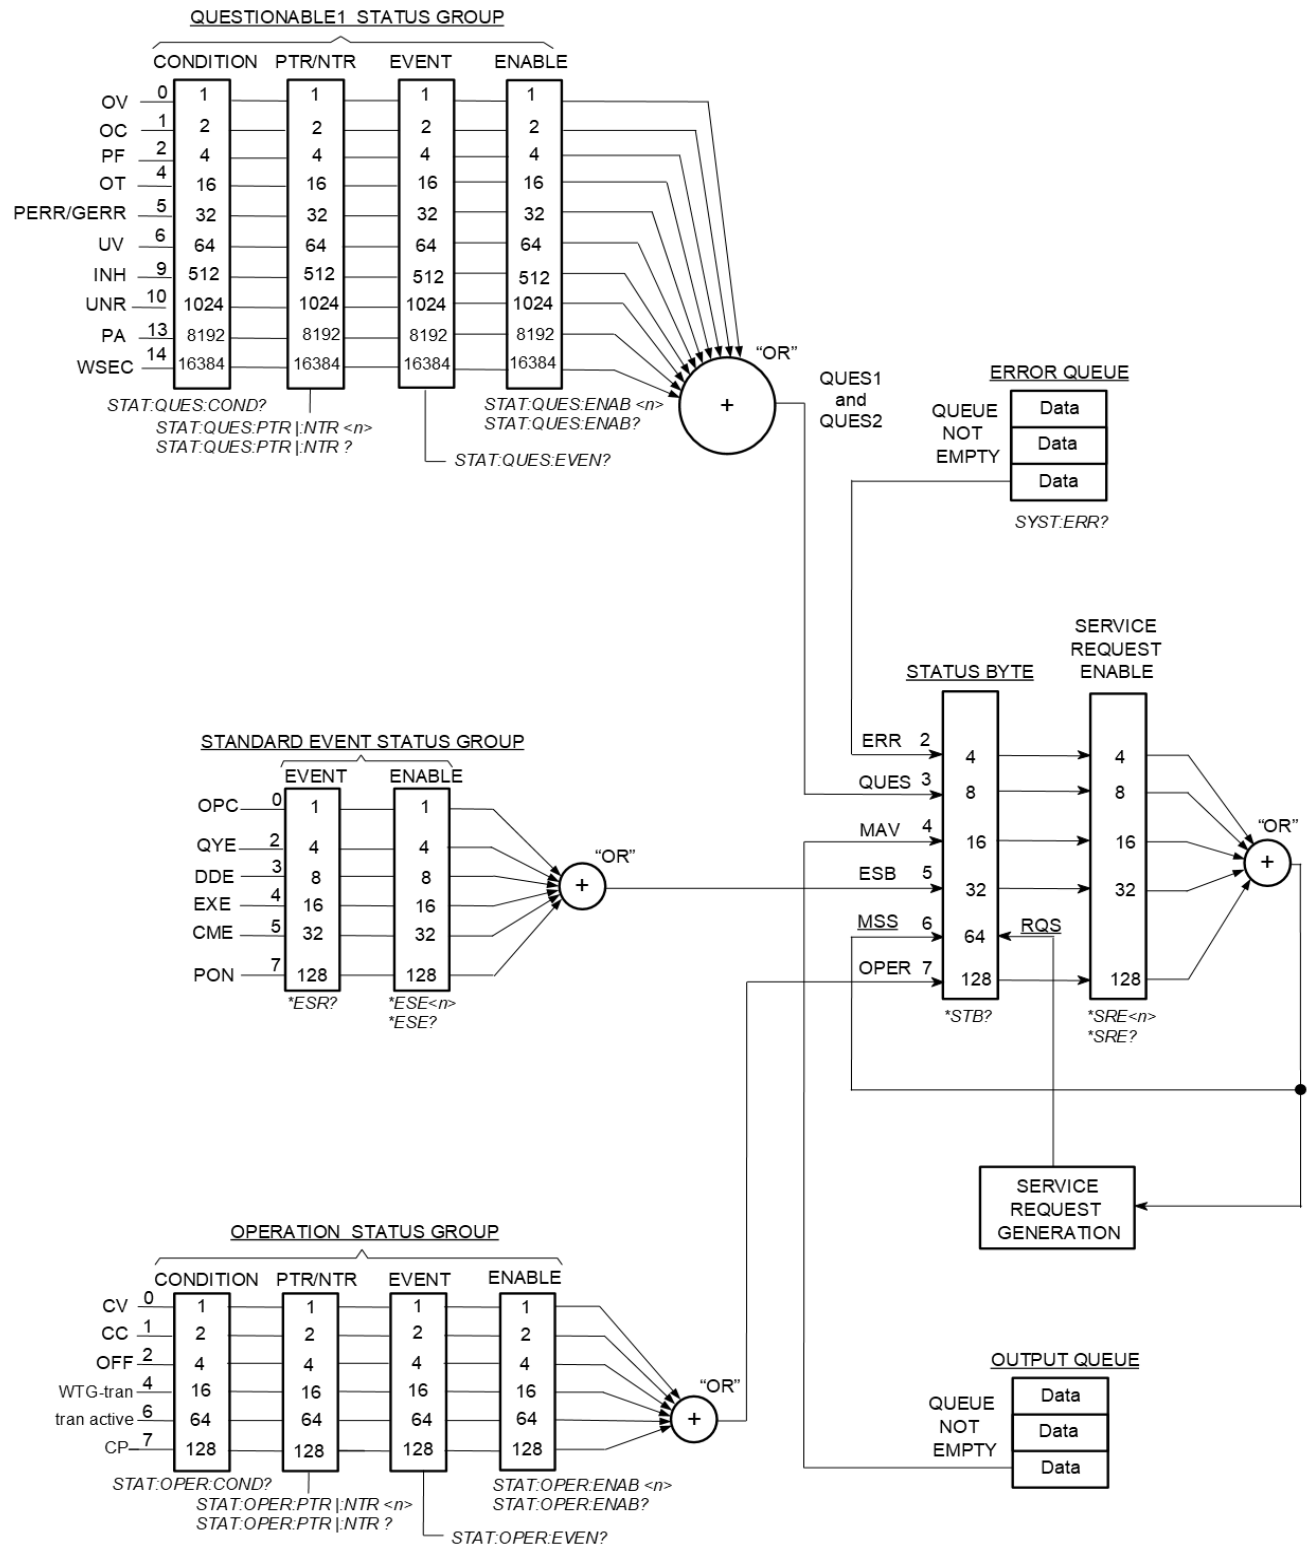 QUESTIONABLE1 STATUS GROUP
CONDITION PTR/NTR EVENT ENABLE
OV 0 1 1 1 1
OC 1 2 2 2 2
PF 2 4 4 4 4
OT 4 16 16 16 16
PERR/GERR 5 32 32 32 32
UV 6 64 64 64 64
INH 9 512 512 512 512
UNR 10 1024 1024 1024 1024
PA 13 8192 8192 8192 8192
WSEC 14 16384 16384 16384 16384
"OR"
+
STAT:QUES:COND?
STAT:QUES:PTR |:NTR <n>
STAT:QUES:PTR |:NTR ?
STAT:QUES:ENAB <n>
STAT:QUES:ENAB?
STAT:QUES:EVEN?
QUES1
and
QUES2
ERROR QUEUE
QUEUE
NOT
EMPTY
Data
Data
Data
SYST:ERR?
STATUS BYTE
SERVICE
REQUEST
ENABLE
ERR 2 4 4
QUES 3 8 8
MAV 4 16 16
ESB 5 32 32
MSS 6 64 RQS
OPER 7 128 128
"OR"
+
*STB?
*SRE<n>
*SRE?
STANDARD EVENT STATUS GROUP
EVENT ENABLE
OPC 0 1 1
QYE 2 4 4
DDE 3 8 8
EXE 4 16 16
CME 5 32 32
PON 7 128 128
"OR"
+
*ESR?
*ESE<n>
*ESE?
SERVICE
REQUEST
GENERATION
OPERATION STATUS GROUP
CONDITION PTR/NTR EVENT ENABLE
CV 0 1 1 1 1
CC 1 2 2 2 2
OFF 2 4 4 4 4
WTG-tran 4 16 16 16 16
tran active 6 64 64 64 64
CP 7 128 128 128 128
"OR"
+
STAT:OPER:COND?
STAT:OPER:PTR |:NTR <n>
STAT:OPER:PTR |:NTR ?
STAT:OPER:ENAB <n>
STAT:OPER:ENAB?
STAT:OPER:EVEN?
OUTPUT QUEUE
QUEUE
NOT
EMPTY
Data
Data
Data